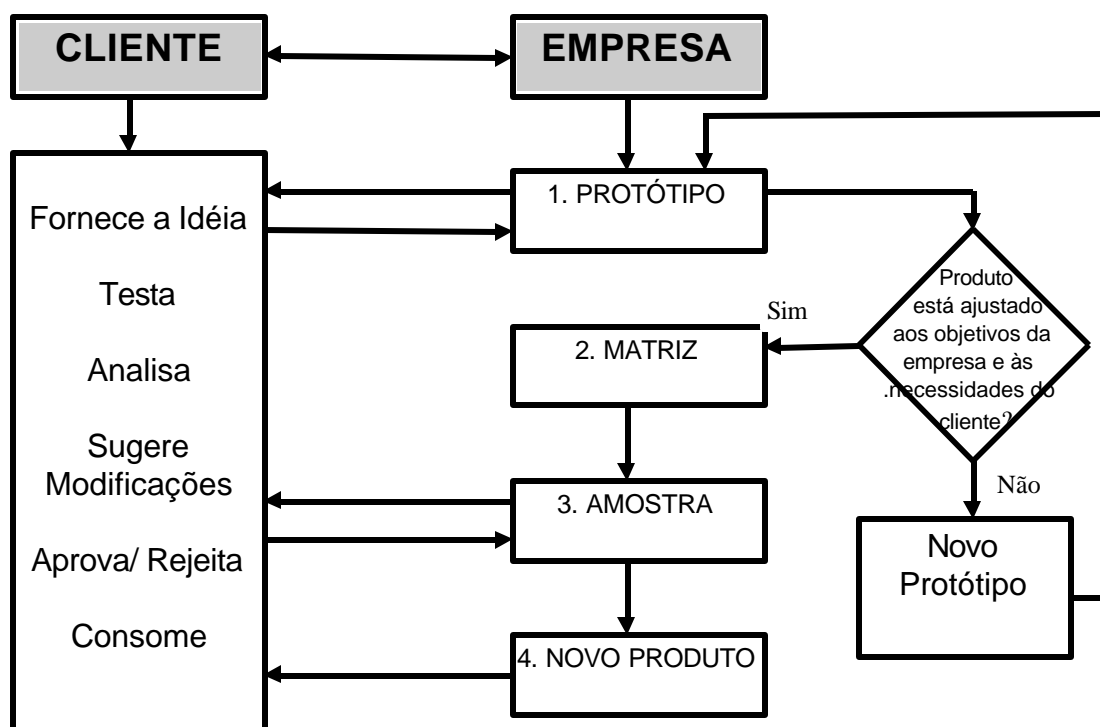 CLIENTE
EMPRESA
Fornece a Idéia
Testa
Analisa
Sugere
Modificações
Aprova/ Rejeita
Consome
1. PROTÓTIPO
Produto
está ajustado
aos objetivos da
empresa e às
.necessidades do
cliente?
Sim
2. MATRIZ
Não
3. AMOSTRA
Novo
Protótipo
4. NOVO PRODUTO